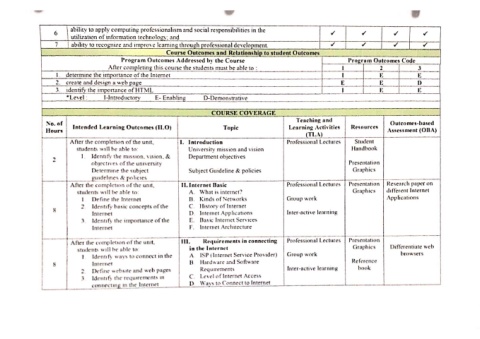 6 ability to apply computing professionalism and social responsibilities in the utilization of information technology; and ✓ ✓ ✓ ✓
7 ability to recognize and improve learning through professional development. ✓ ✓ ✓ ✓
Course Outcomes and Relationship to student Outcomes
Program Outcomes Addressed by the Course Program Outcomes Code
After completing this course the students must be able to : 1 2 3
1. determine the importance of the Internet I E E
2. create and design a web page E E D
3. identify the importance of HTML I E E
*Level I-Introductory E- Enabling D-Demonstrative
COURSE COVERAGE
No. of Hours
Intended Learning Outcomes (ILO)
Topic
Teaching and Learning Activities (TLA)
Resources
Outcomes-based Assessment (OBA)
2
After the completion of the unit,
students will be able to:
1. Identify the mission, vision, &
objectives of the university
Determine the subject
guidelines & policies
I. Introduction
University mission and vision
Department objectives
Subject Guideline & policies
Professional Lectures
Student
Handbook
Presentation
Graphics
8
After the completion of the unit,
students will be able to:
1 Define the Internet
2 Identify basic concepts of the
Internet
3 Identify the importance of the
Internet
II. Internet Basic
A. What is internet?
B. Kinds of Networks
C. History of Internet
D. Internet Applications
E. Basic Internet Services
F. Internet Architecture
Professional Lectures
Group work
Inter-active learning
Presentation
Graphics
Research paper on
different Internet
Applications
After the completion of the unit,
students will be able to
1 Identify ways to connect in the
Internet
2 Define website and web pages
3 Identify the requirements in
connecting in the Internet
III. Requirements in connecting
in the Internet
A ISP (Internet Service Provider)
B Hardware and Software
Requirements
C. Level of Internet Access
D Ways to Connect to Internet
Professional Lectures
Group work
Inter-active learning
Presentation
Graphics
Reference
book
Differentiate web
browsers